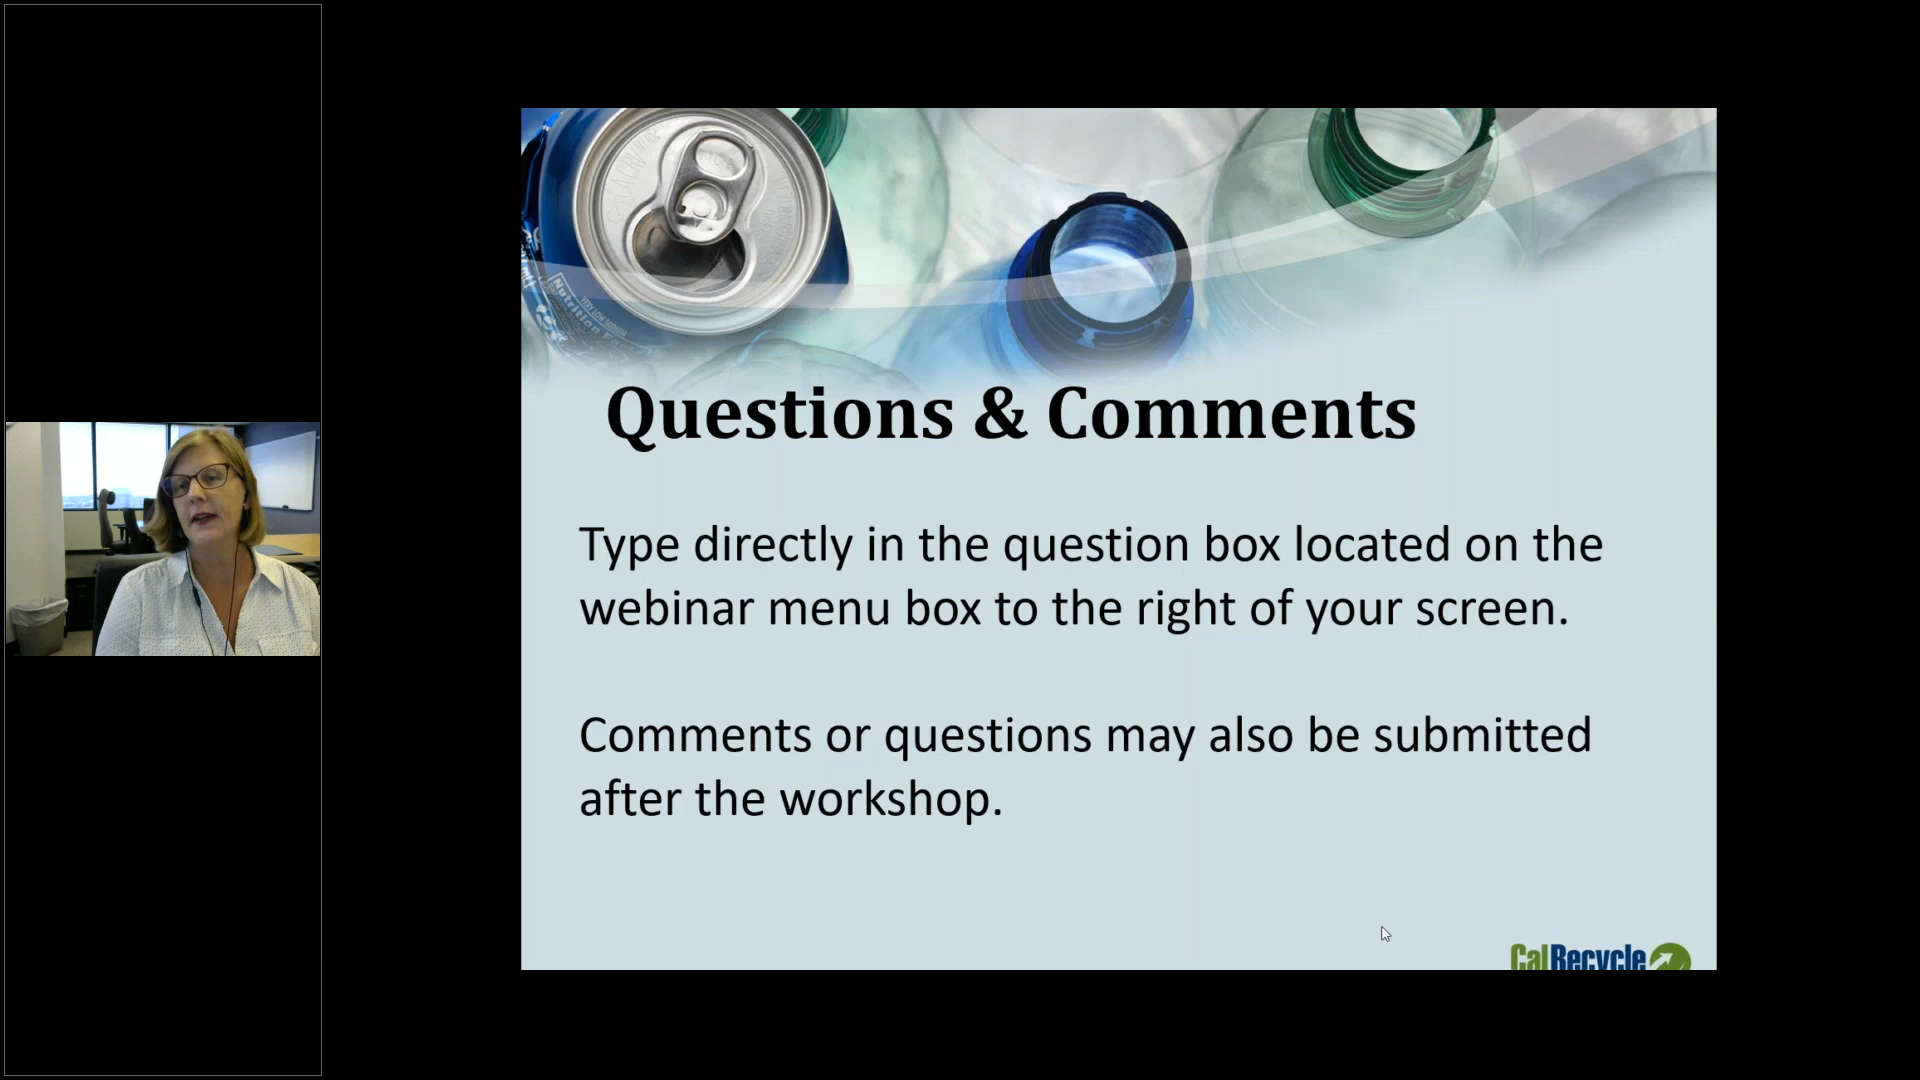 Questions & Comments
Type directly in the question box located on the
webinar menu box to the right of your screen.
Comments or questions may also be submitted
after the workshop.
CalRecycle
Nutrition